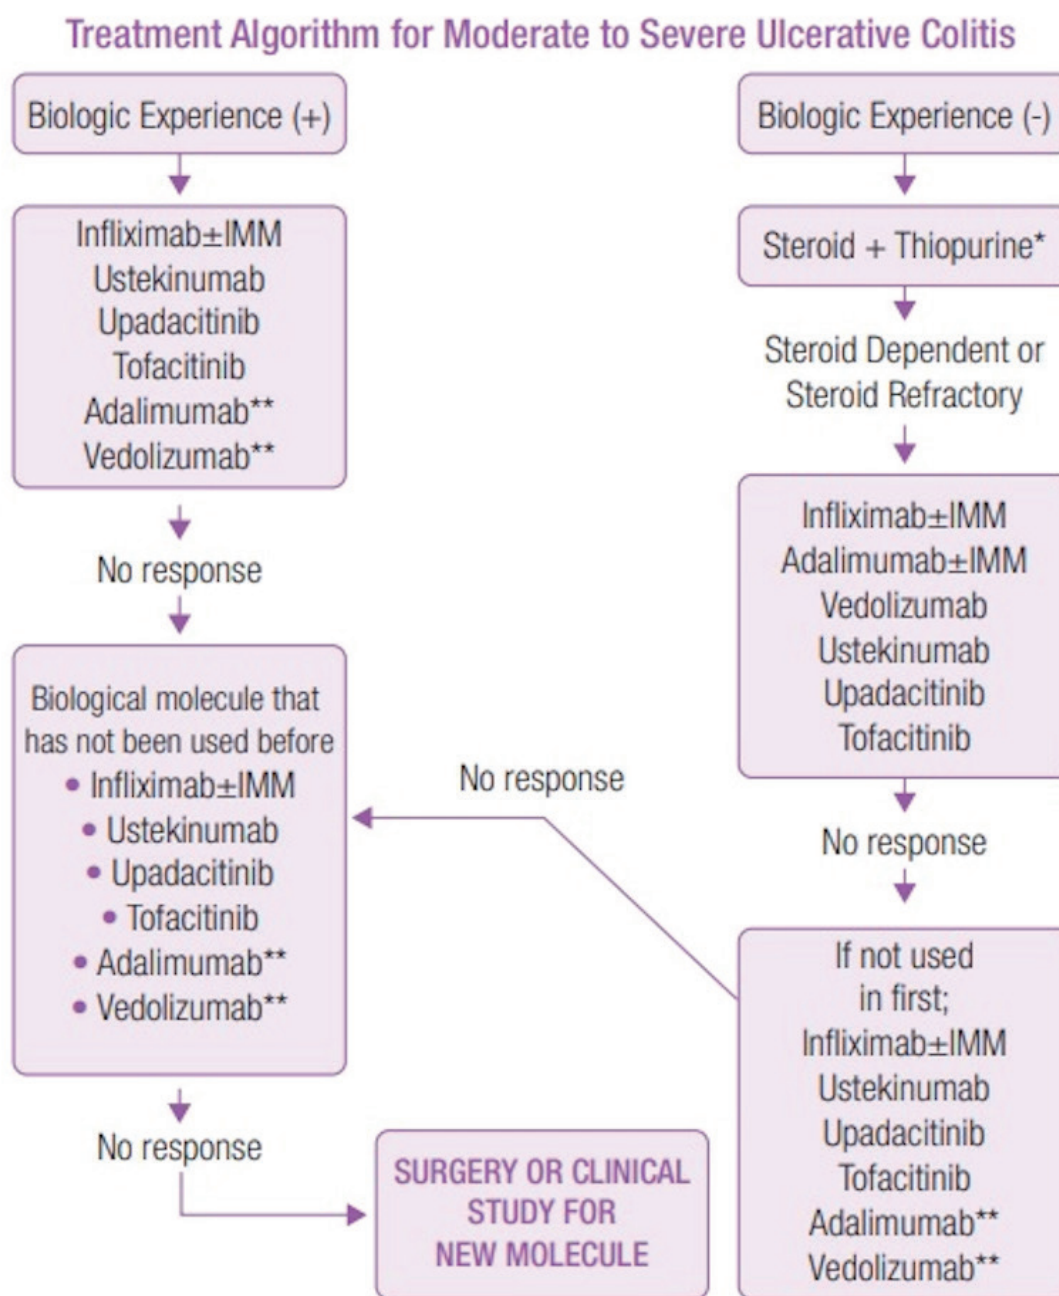 Treatment Algorithm for Moderate to Severe Ulcerative Colitis
Biologic Experience (+)
Infliximab±IMM
Ustekinumab
Upadacitinib
Tofacitinib
Adalimumab**
Vedolizumab**
No response
Biological molecule that
has not been used before
• Infliximab±IMM
• Ustekinumab
• Upadacitinib
• Tofacitinib
• Adalimumab**
• Vedolizumab**
No response
SURGERY OR CLINICAL
STUDY FOR
NEW MOLECULE
Biologic Experience (-)
Steroid + Thiopurine*
Steroid Dependent or
Steroid Refractory
Infliximab±IMM
Adalimumab±IMM
Vedolizumab
Ustekinumab
Upadacitinib
Tofacitinib
No response
If not used
in first;
Infliximab±IMM
Ustekinumab
Upadacitinib
Tofacitinib
Adalimumab**
Vedolizumab**
No response